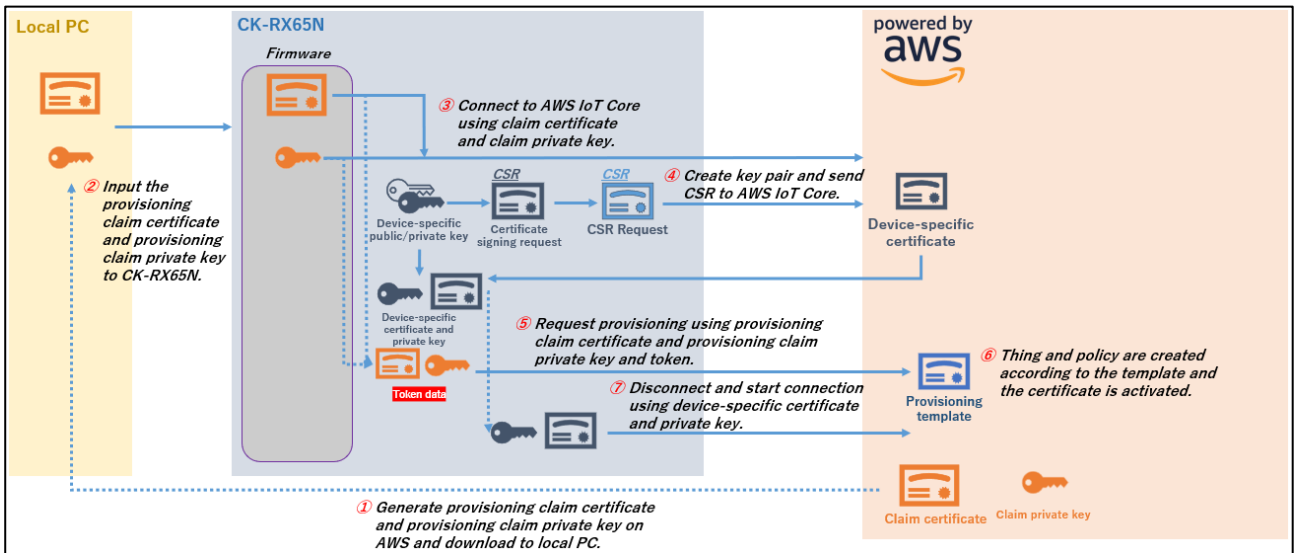 Local PC
CK-RX65N
powered by
aws
Firmware
③ Connect to AWS IoT Core
using claim certificate
and claim private key.
② Input the
provisioning
claim certificate
and provisioning
claim private key
to CK-RX65N.
CSR
CSR
④ Create key pair and send
CSR to AWS IoT Core.
Device-specific
public/private key
Certificate
signing request
CSR Request
Device-specific
certificate
Device-specific
certificate and
private key
⑤ Request provisioning using provisioning
claim certificate and provisioning claim
private key and token.
Token data
⑥ Thing and policy are created
according to the template and
the certificate is activated.
Provisioning
template
⑦ Disconnect and start connection
using device-specific certificate
and private key.
① Generate provisioning claim certificate
and provisioning claim private key on
AWS and download to local PC.
Claim certificate
Claim private key